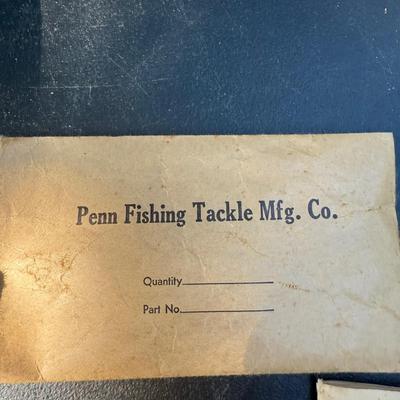 Penn Fishing Tackle Mfg. Co.
Quantity
Part No.